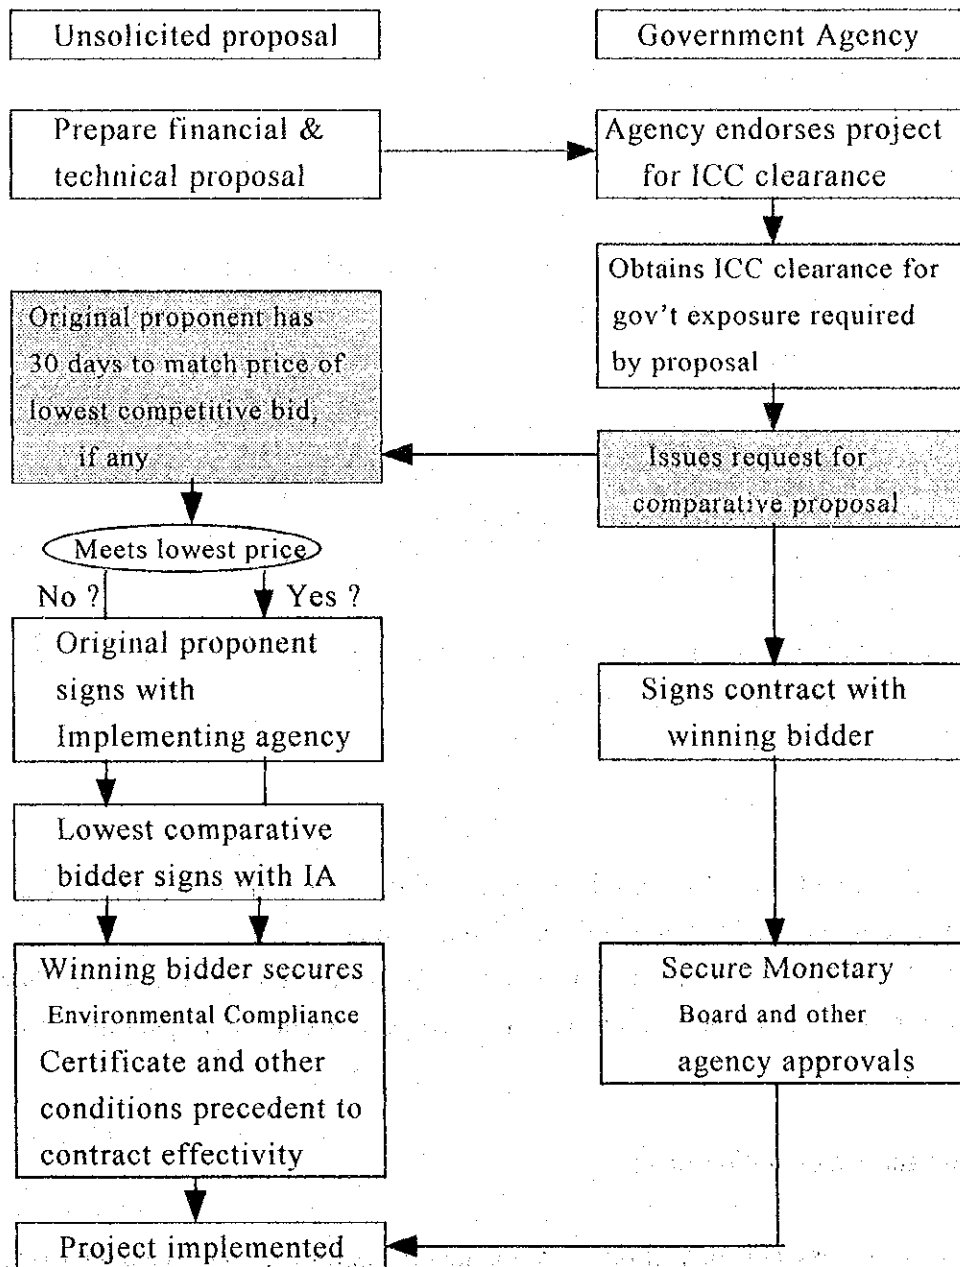 Unsolicited proposal
Government Agency
Prepare financial &
technical proposal
Agency endorses project
for ICC clearance
Obtains ICC clearance for
gov't exposure required
by proposal
Original proponent has
30 days to match price of
lowest competitive bid,
if any
Issues request for
comparative proposal
Meets lowest price
No ?
Yes ?
Original proponent
signs with
Implementing agency
Signs contract with
winning bidder
Lowest comparative
bidder signs with IA
Winning bidder secures
Environmental Compliance
Certificate and other
conditions precedent to
contract effectivity
Secure Monetary
Board and other
agency approvals
Project implemented